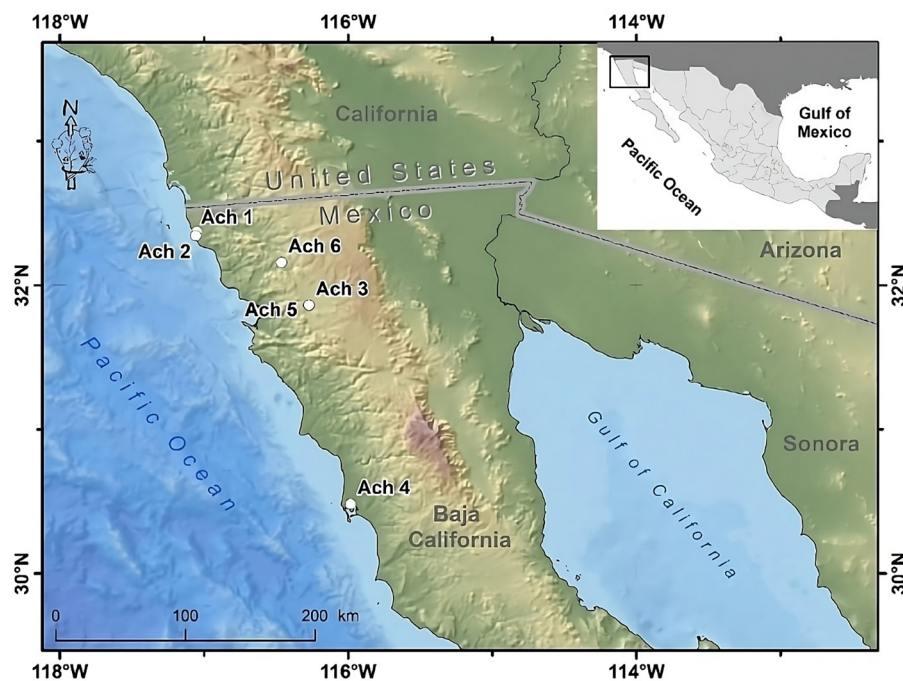 118°W
116°W
114°W
N
California
Gulf of
Mexico
Pacific Ocean
United States
Mexico
Ach 1
Ach 2
Ach 6
Arizona
32°N
32°N
Ach 3
Ach 5
Pacific Ocean
Gulf of California
Sonora
Ach 4
Baja
California
30°N
30°N
0
100
200 km
118°W
116°W
114°W